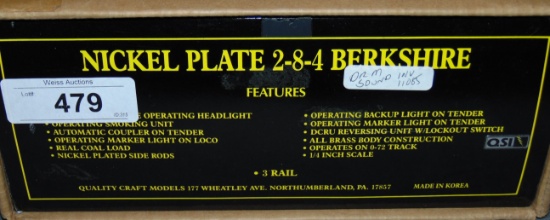 NICKEL PLATE 2-8-4 BERKSHIRE
Weiss Auctions
Lot#
479
SOUND INV
11085
FEATURES
OPERATING HEADLIGHT
• OPERATING SMOKING UNIT
• AUTOMATIC COUPLER ON TENDER
• OPERATING MARKER LIGHT ON LOCO
• REAL COAL LOAD
• NICKEL PLATED SIDE RODS
• OPERATING BACKUP LIGHT ON TENDER
• OPERATING MARKER LIGHT ON TENDER
• DCRU REVERSING UNIT W/LOCKOUT SWITCH
• ALL BRASS BODY CONSTRUCTION
• OPERATES ON 0-72 TRACK
• 1/4 INCH SCALE
QSI
• 3 RAIL
QUALITY CRAFT MODELS 177 WHEATLEY AVE. NORTHUMBERLAND, PA. 17857
MADE IN KOREA